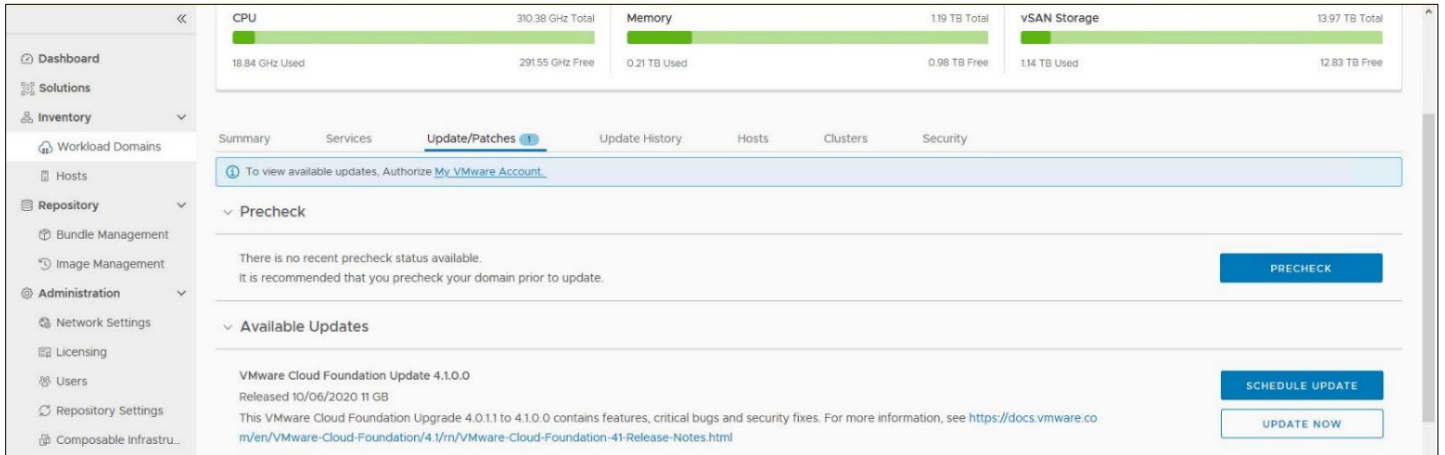 CPU 310.38 GHz Total
18.84 GHz Used 291.55 GHz Free
Memory 1.19 TB Total
0.21 TB Used 0.98 TB Free
vSAN Storage 13.97 TB Total
1.14 TB Used 12.83 TB Free
Dashboard
Solutions
Inventory
Workload Domains
Hosts
Repository
Bundle Management
Image Management
Administration
Network Settings
Licensing
Users
Repository Settings
Composable Infrastru...
Summary Services Update/Patches 1 Update History Hosts Clusters Security
To view available updates, Authorize My VMware Account.
Precheck
There is no recent precheck status available.
It is recommended that you precheck your domain prior to update.
PRECHECK
Available Updates
VMware Cloud Foundation Update 4.1.0.0
Released 10/06/2020 11 GB
This VMware Cloud Foundation Upgrade 4.0.1.1 to 4.1.0.0 contains features, critical bugs and security fixes. For more information, see https://docs.vmware.co
m/en/VMware-Cloud-Foundation/4.1/rn/VMware-Cloud-Foundation-41-Release-Notes.html
SCHEDULE UPDATE
UPDATE NOW